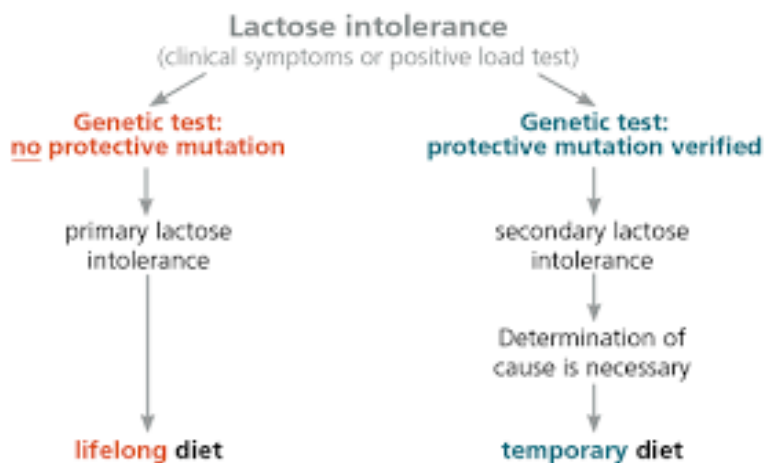 Lactose intolerance
(clinical symptoms or positive load test)
Genetic test:
no protective mutation
Genetic test:
protective mutation verified
primary lactose
intolerance
secondary lactose
intolerance
Determination of
cause is necessary
lifelong diet
temporary diet